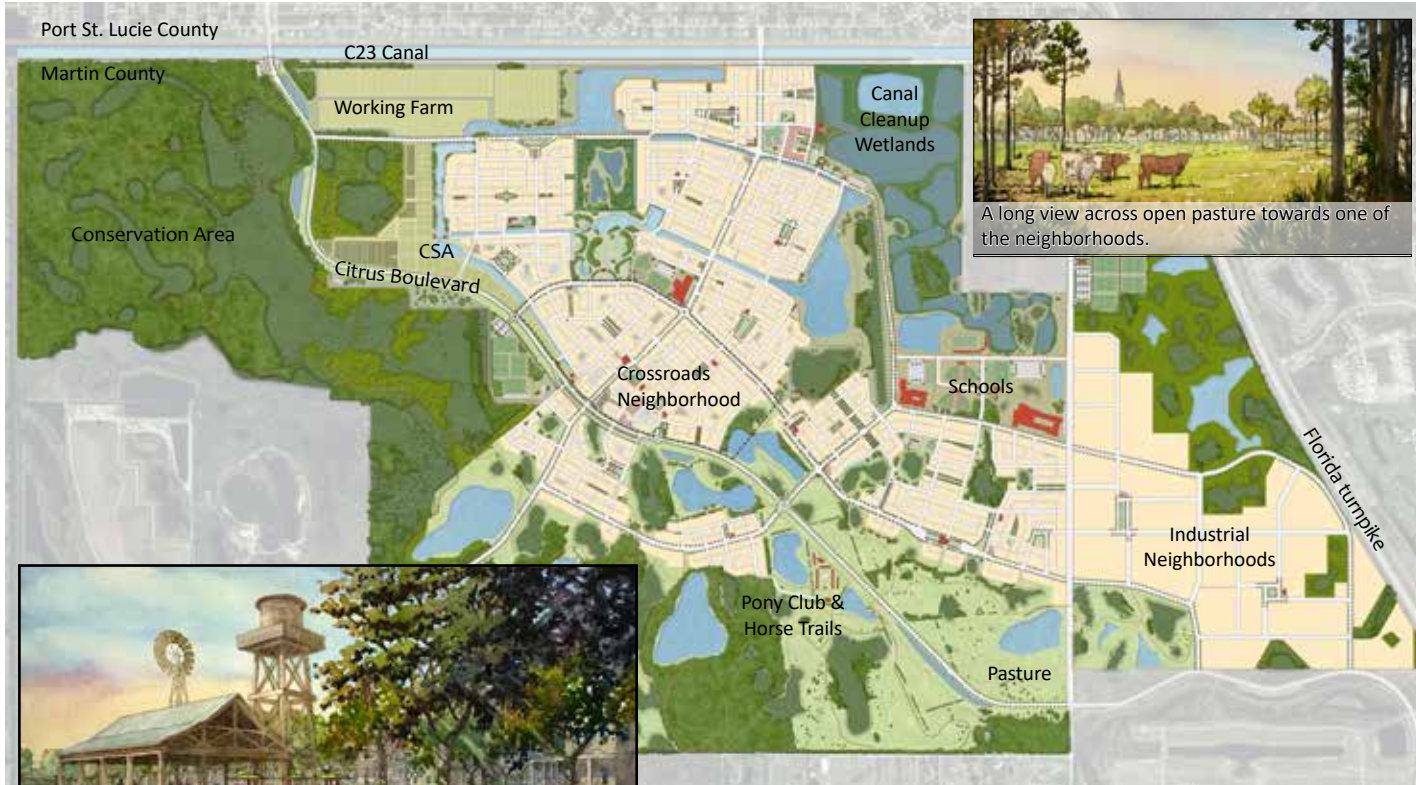 Port St. Lucie County
C23 Canal
Martin County
Working Farm
Canal
Cleanup
Wetlands
A long view across open pasture towards one of
the neighborhoods.
Conservation Area
CSA
Citrus Boulevard
Crossroads
Neighborhood
Schools
Florida turnpike
Industrial
Neighborhoods
Pony Club &
Horse Trails
Pasture